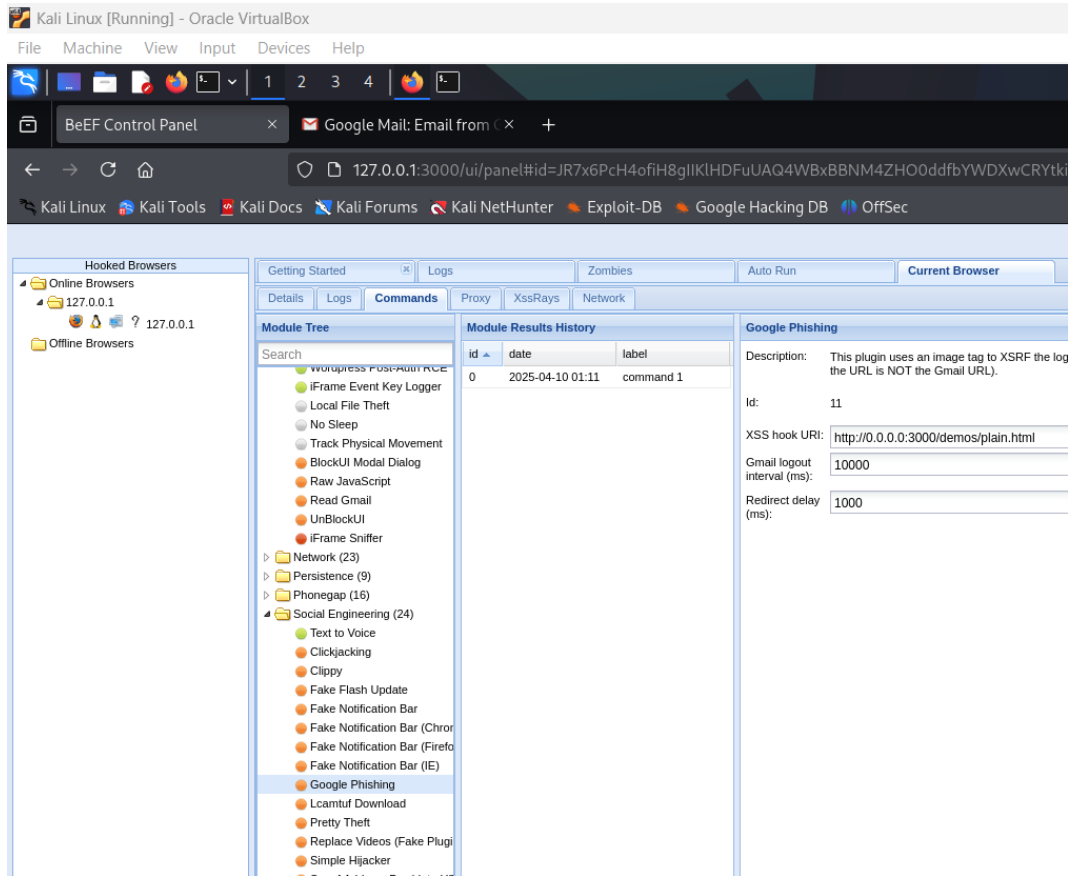 Kali Linux [Running] - Oracle VirtualBox
File Machine View Input Devices Help
1 2 3 4
BeEF Control Panel
Google Mail: Email from
127.0.0.1:3000/ui/panel#id=
Kali Linux Kali Tools Kali Docs Kali Forums Kali NetHunter Exploit-DB Google Hacking DB OffSec
Hooked Browsers
Online Browsers
127.0.0.1
? 127.0.0.1
Offline Browsers
Getting Started Logs Zombies Auto Run Current Browser
Details Logs Commands Proxy XssRays Network
Module Tree
Search
Wordpress Post-Auth RCE
iFrame Event Key Logger
Local File Theft
No Sleep
Track Physical Movement
BlockUI Modal Dialog
Raw JavaScript
Read Gmail
UnBlockUI
iFrame Sniffer
Network (23)
Persistence (9)
Phonegap (16)
Social Engineering (24)
Text to Voice
Clickjacking
Clippy
Fake Flash Update
Fake Notification Bar
Fake Notification Bar (Chror
Fake Notification Bar (Firefo
Fake Notification Bar (IE)
Google Phishing
Lcamtuf Download
Pretty Theft
Replace Videos (Fake Plugi
Simple Hijacker
Module Results History
id date label
0 2025-04-10 01:11 command 1
Google Phishing
Description: This plugin uses an image tag to XSRF the log
the URL is NOT the Gmail URL).
Id: 11
XSS hook URI: http://0.0.0.0:3000/demos/plain.html
Gmail logout
interval (ms): 10000
Redirect delay
(ms): 1000